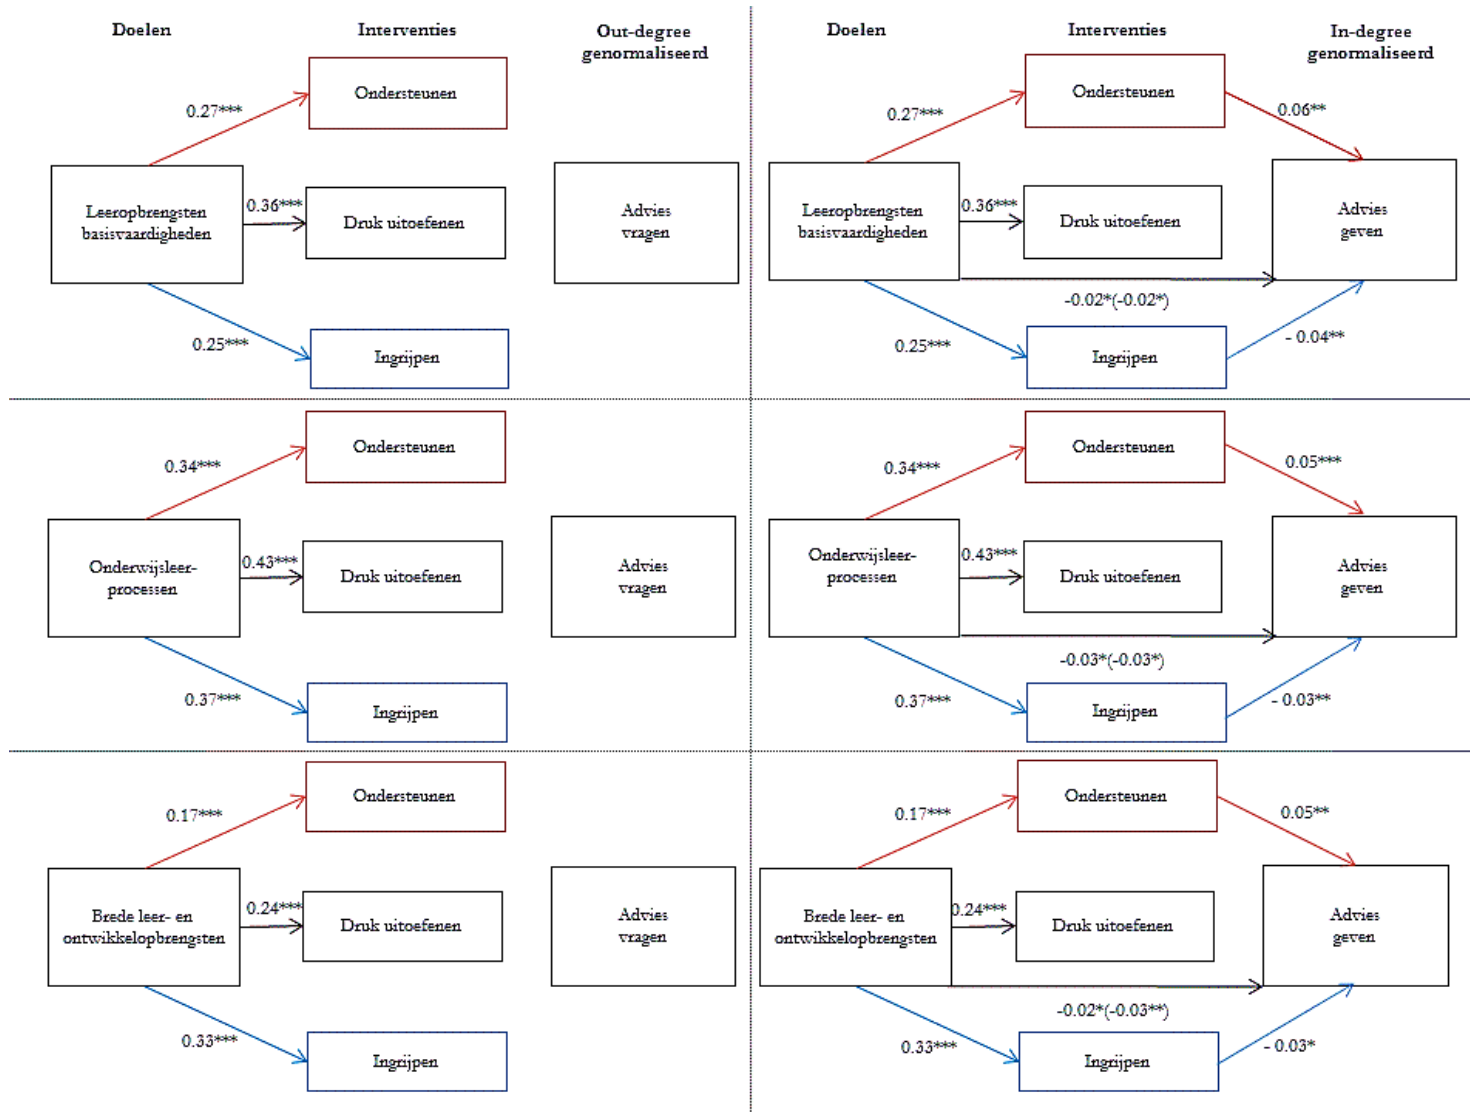 Doelen
Interventies
Out-degree
genormaliseerd
Ondersteunen
0.27***
Leeropbrengsten
basisvaardigheden
0.36***
Druk uitoefenen
Advies
vragen
0.25***
Ingrijpen
Doelen
Interventies
In-degree
genormaliseerd
Ondersteunen
0.27***
0.06**
Leeropbrengsten
basisvaardigheden
0.36***
Druk uitoefenen
Advies
geven
-0.02*(-0.02*)
0.25***
Ingrijpen
- 0.04**
Ondersteunen
0.34***
Onderwijsleer-
processen
0.43***
Druk uitoefenen
Advies
vragen
0.37***
Ingrijpen
Ondersteunen
0.34***
0.05***
Onderwijsleer-
processen
0.43***
Druk uitoefenen
Advies
geven
-0.03*(-0.03*)
0.37***
Ingrijpen
- 0.03**
Ondersteunen
0.17***
Brede leer- en
ontwikkelopbrengsten
0.24***
Druk uitoefenen
Advies
vragen
0.33***
Ingrijpen
Ondersteunen
0.17***
0.05**
Brede leer- en
ontwikkelopbrengsten
0.24***
Druk uitoefenen
Advies
geven
-0.02*(-0.03**)
0.33***
Ingrijpen
- 0.03*